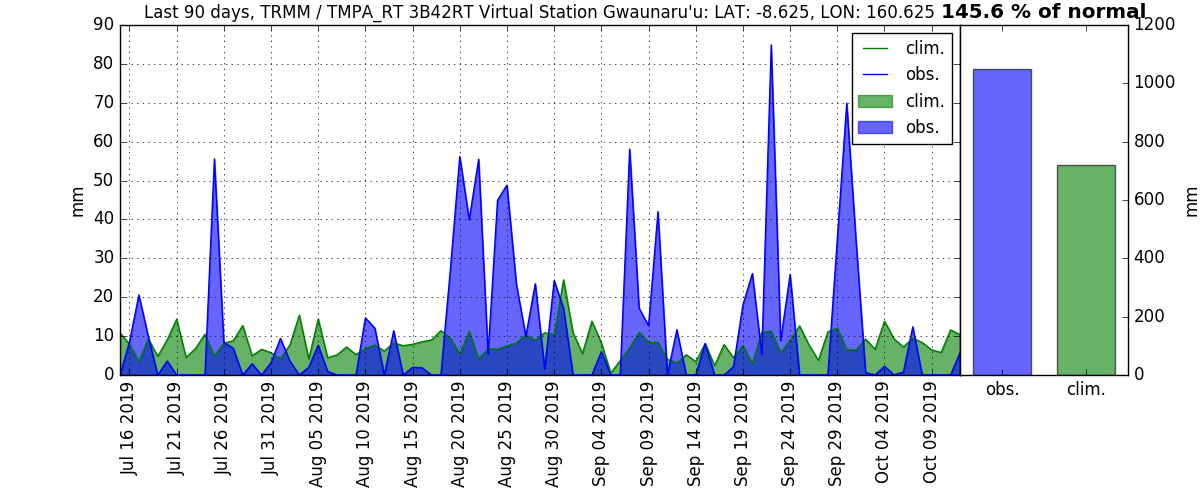 Last 90 days, TRMM / TMPA_RT 3B42RT Virtual Station Gwaunaru'u: LAT: -8.625, LON: 160.625 145.6 % of normal
90
80
70
60
50
40
30
20
10
0
mm
clim.
obs.
clim.
obs.
1200
1000
800
600
400
200
0
mm
obs.
clim.
Jul 16 2019
Jul 21 2019
Jul 26 2019
Jul 31 2019
Aug 05 2019
Aug 10 2019
Aug 15 2019
Aug 20 2019
Aug 25 2019
Aug 30 2019
Sep 04 2019
Sep 09 2019
Sep 14 2019
Sep 19 2019
Sep 24 2019
Sep 29 2019
Oct 04 2019
Oct 09 2019